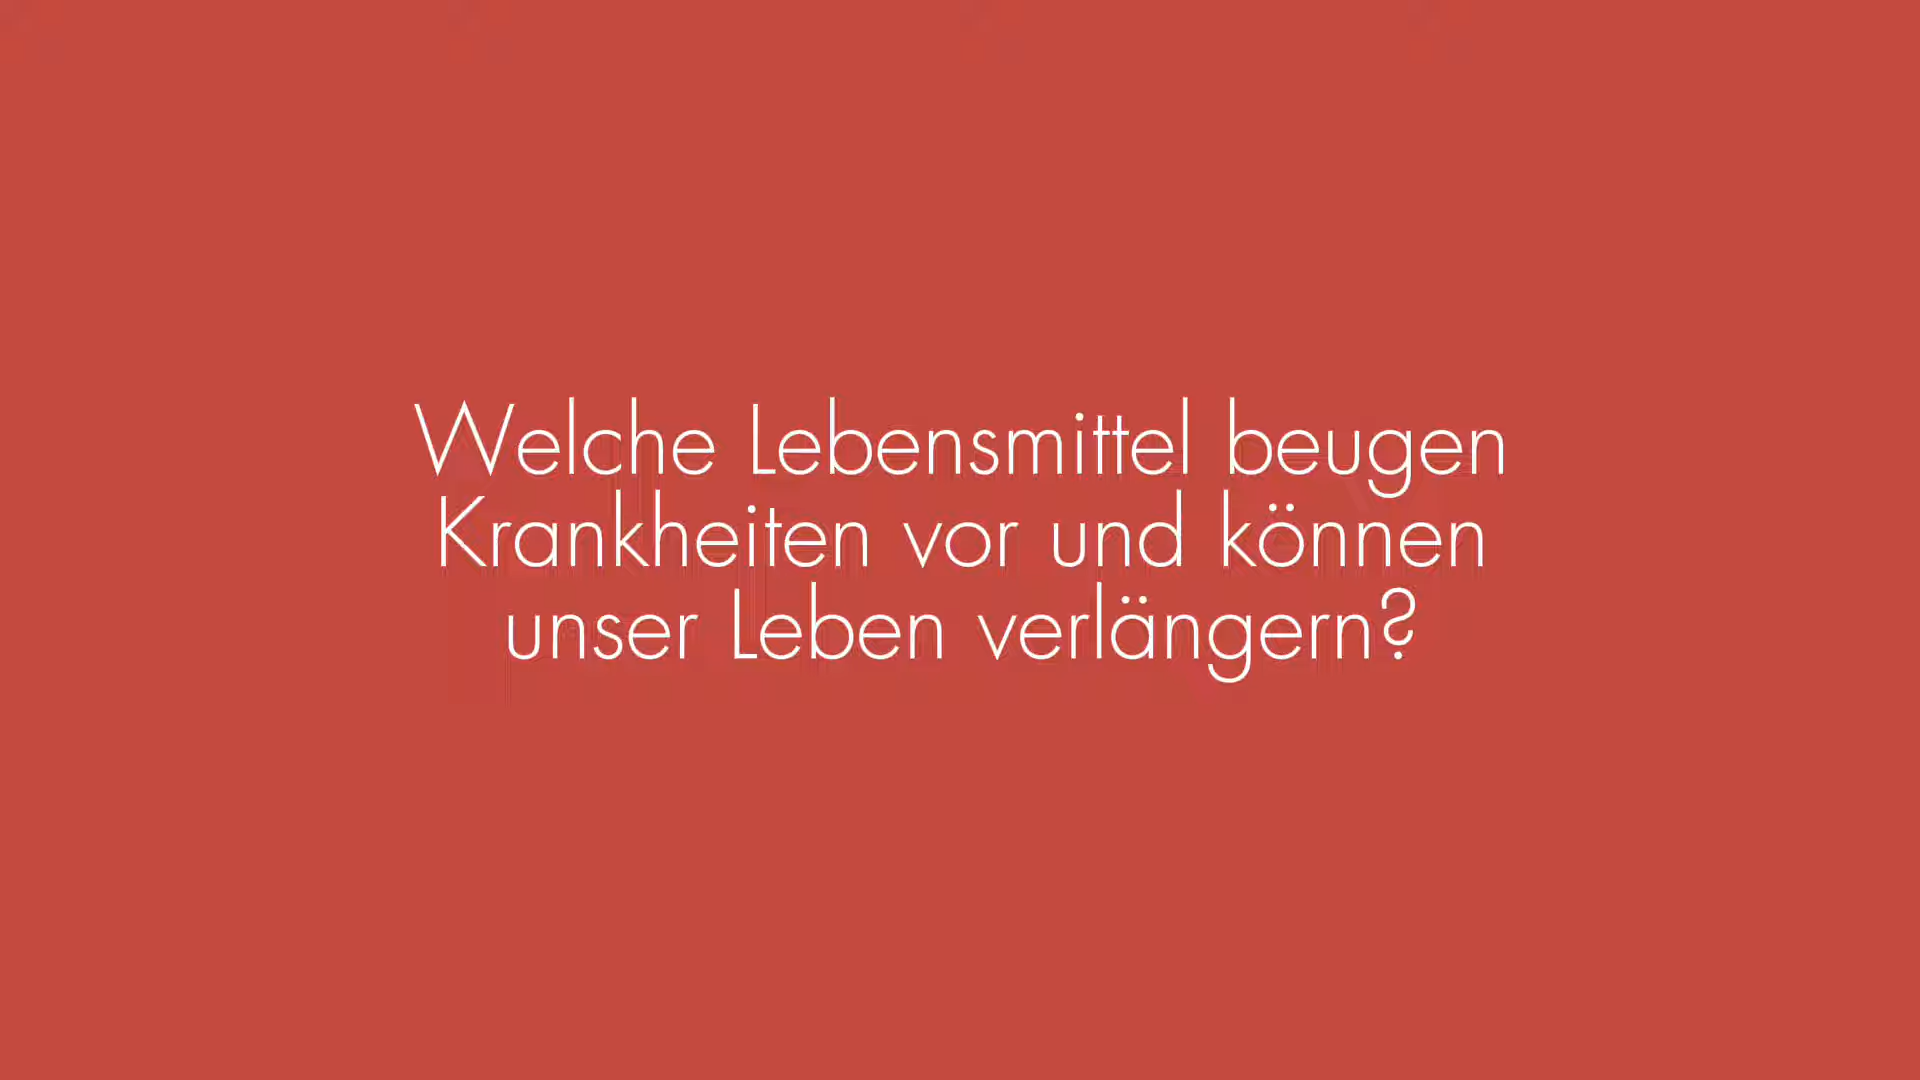 Welche Lebensmittel beugen
Krankheiten vor und können
unser Leben verlängern?